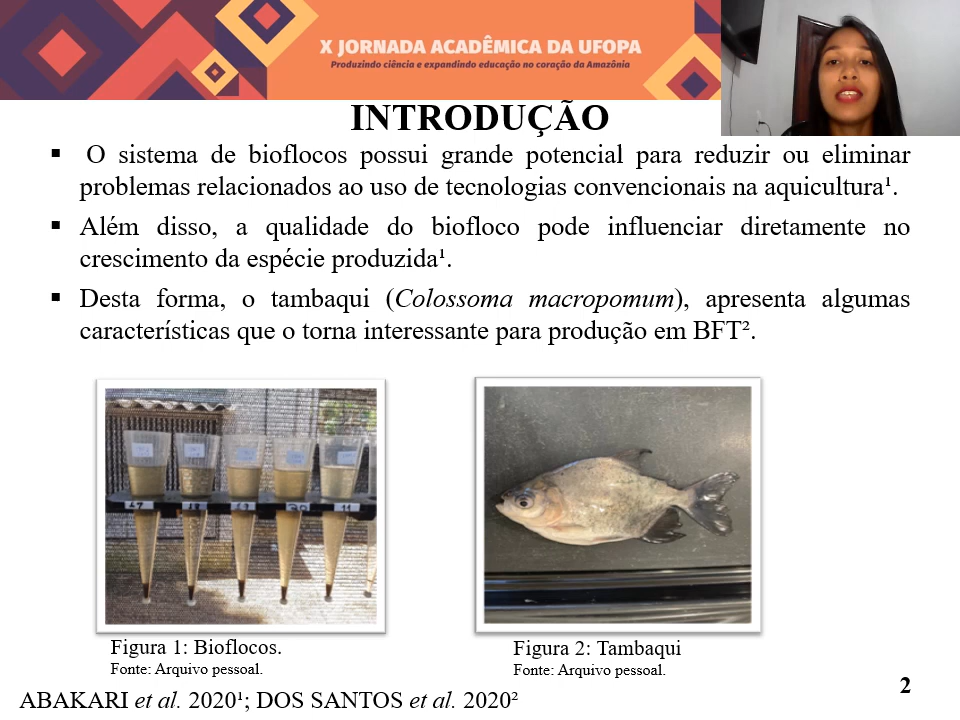 X JORNADA ACADÊMICA DA UFOPA
Produzindo ciência e expandindo educação no coração da Amazônia
INTRODUÇÃO
▪ O sistema de bioflocos possui grande potencial para reduzir ou eliminar
problemas relacionados ao uso de tecnologias convencionais na aquicultura¹.
▪ Além disso, a qualidade do biofloco pode influenciar diretamente no
crescimento da espécie produzida¹.
▪ Desta forma, o tambaqui (Colossoma macropomum), apresenta algumas
características que o torna interessante para produção em BFT².
Figura 1: Bioflocos.
Fonte: Arquivo pessoal.
Figura 2: Tambaqui
Fonte: Arquivo pessoal.
ABAKARI et al. 2020¹; DOS SANTOS et al. 2020²
2